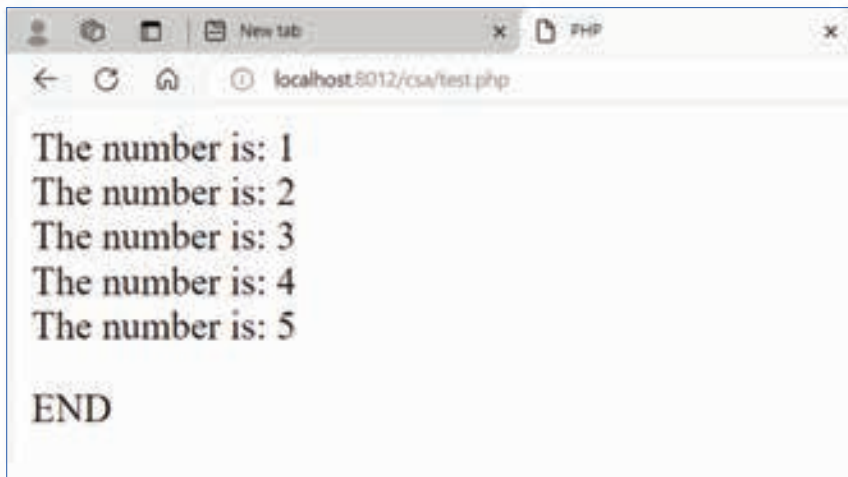 New tab
PHP
localhost:8012/csa/test.php
The number is: 1
The number is: 2
The number is: 3
The number is: 4
The number is: 5
END